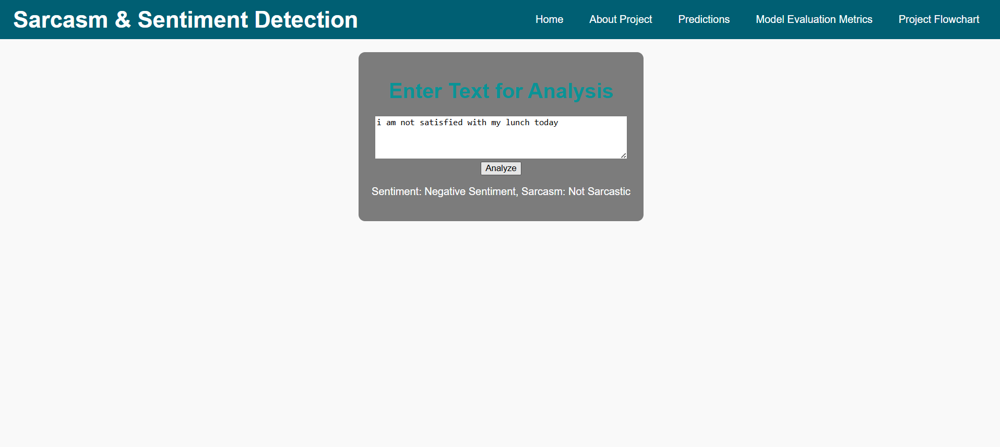 Sarcasm & Sentiment Detection
Home About Project Predictions Model Evaluation Metrics Project Flowchart
Enter Text for Analysis
i am not satisfied with my lunch today
Analyze
Sentiment: Negative Sentiment, Sarcasm: Not Sarcastic